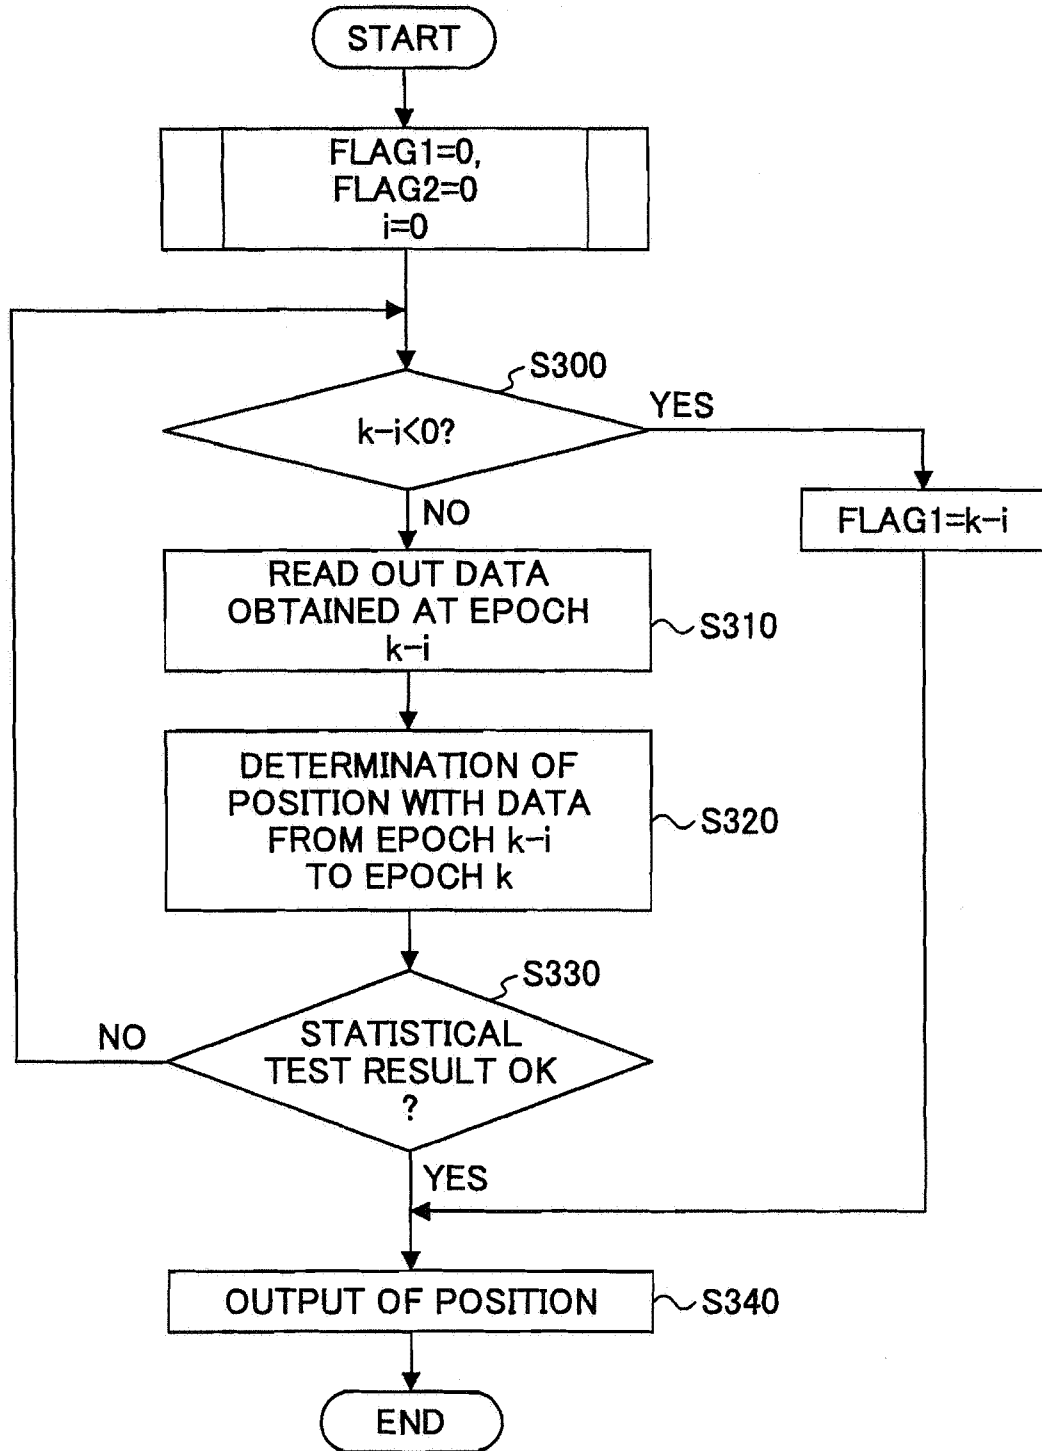 START
FLAG1=0,
FLAG2=0
i=0
S300
k-i<0?
YES
NO
FLAG1=k-i
READ OUT DATA
OBTAINED AT EPOCH
k-i
S310
DETERMINATION OF
POSITION WITH DATA
FROM EPOCH k-i
TO EPOCH k
S320
S330
NO
STATISTICAL
TEST RESULT OK
?
YES
OUTPUT OF POSITION
S340
END